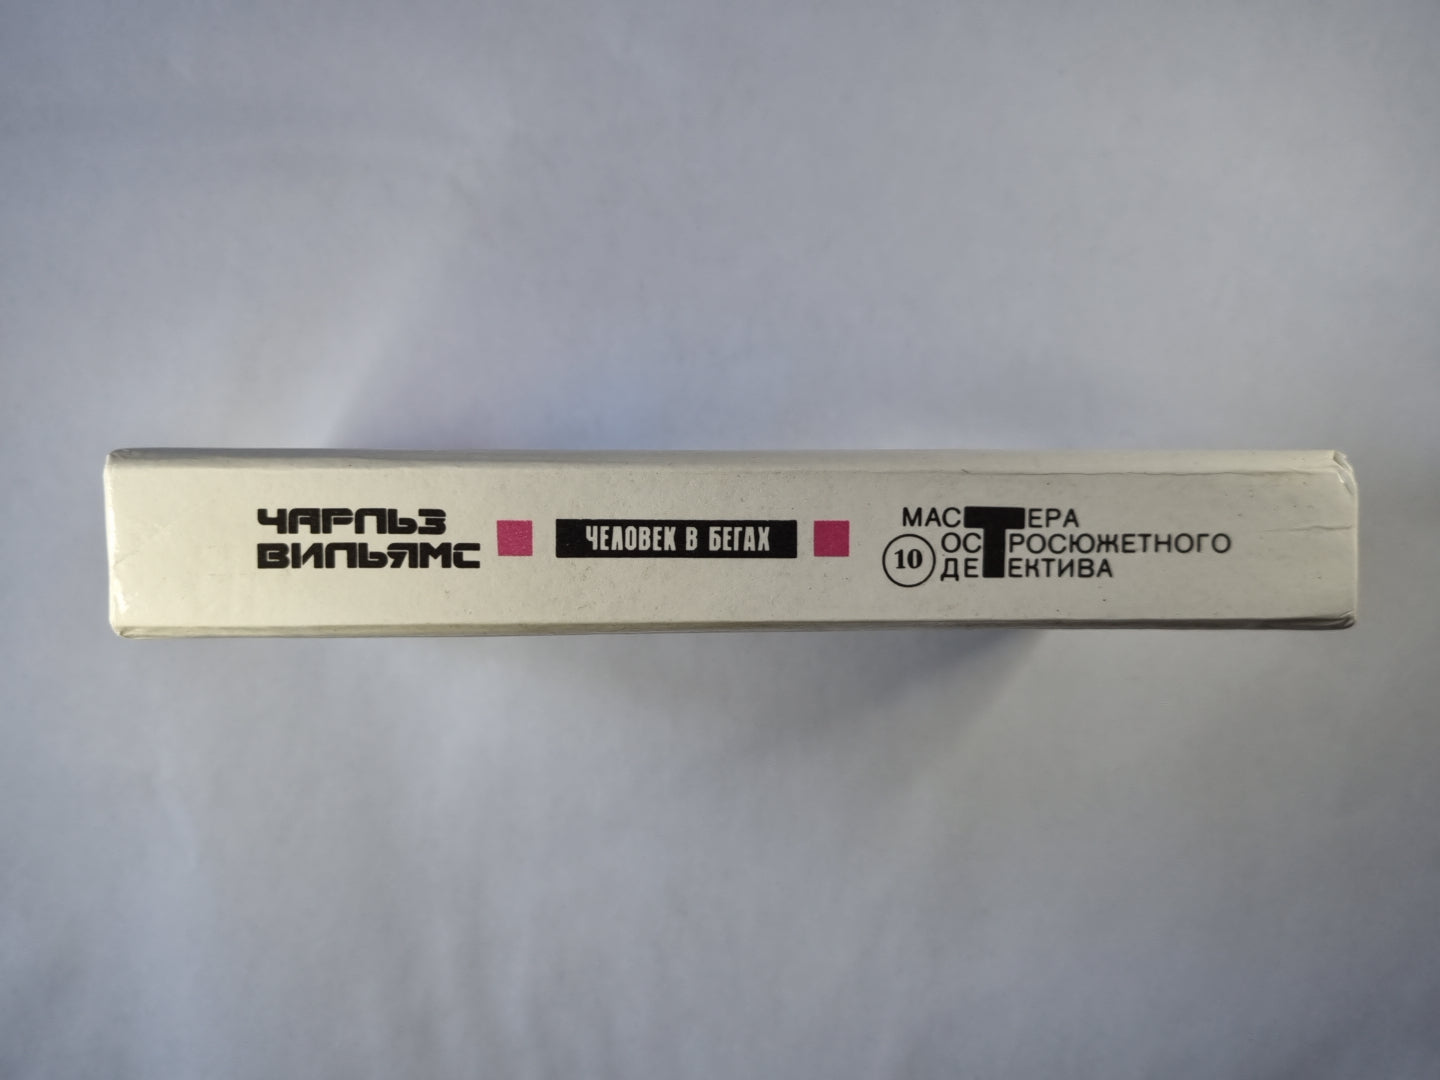 ЧАРЛЬЗ
ВИЛЬЯМС
ЧЕЛОВЕК В БЕГАХ
МАСТЕРА
ОСТРОСЮЖЕТНОГО
ДЕТЕКТИВА
10